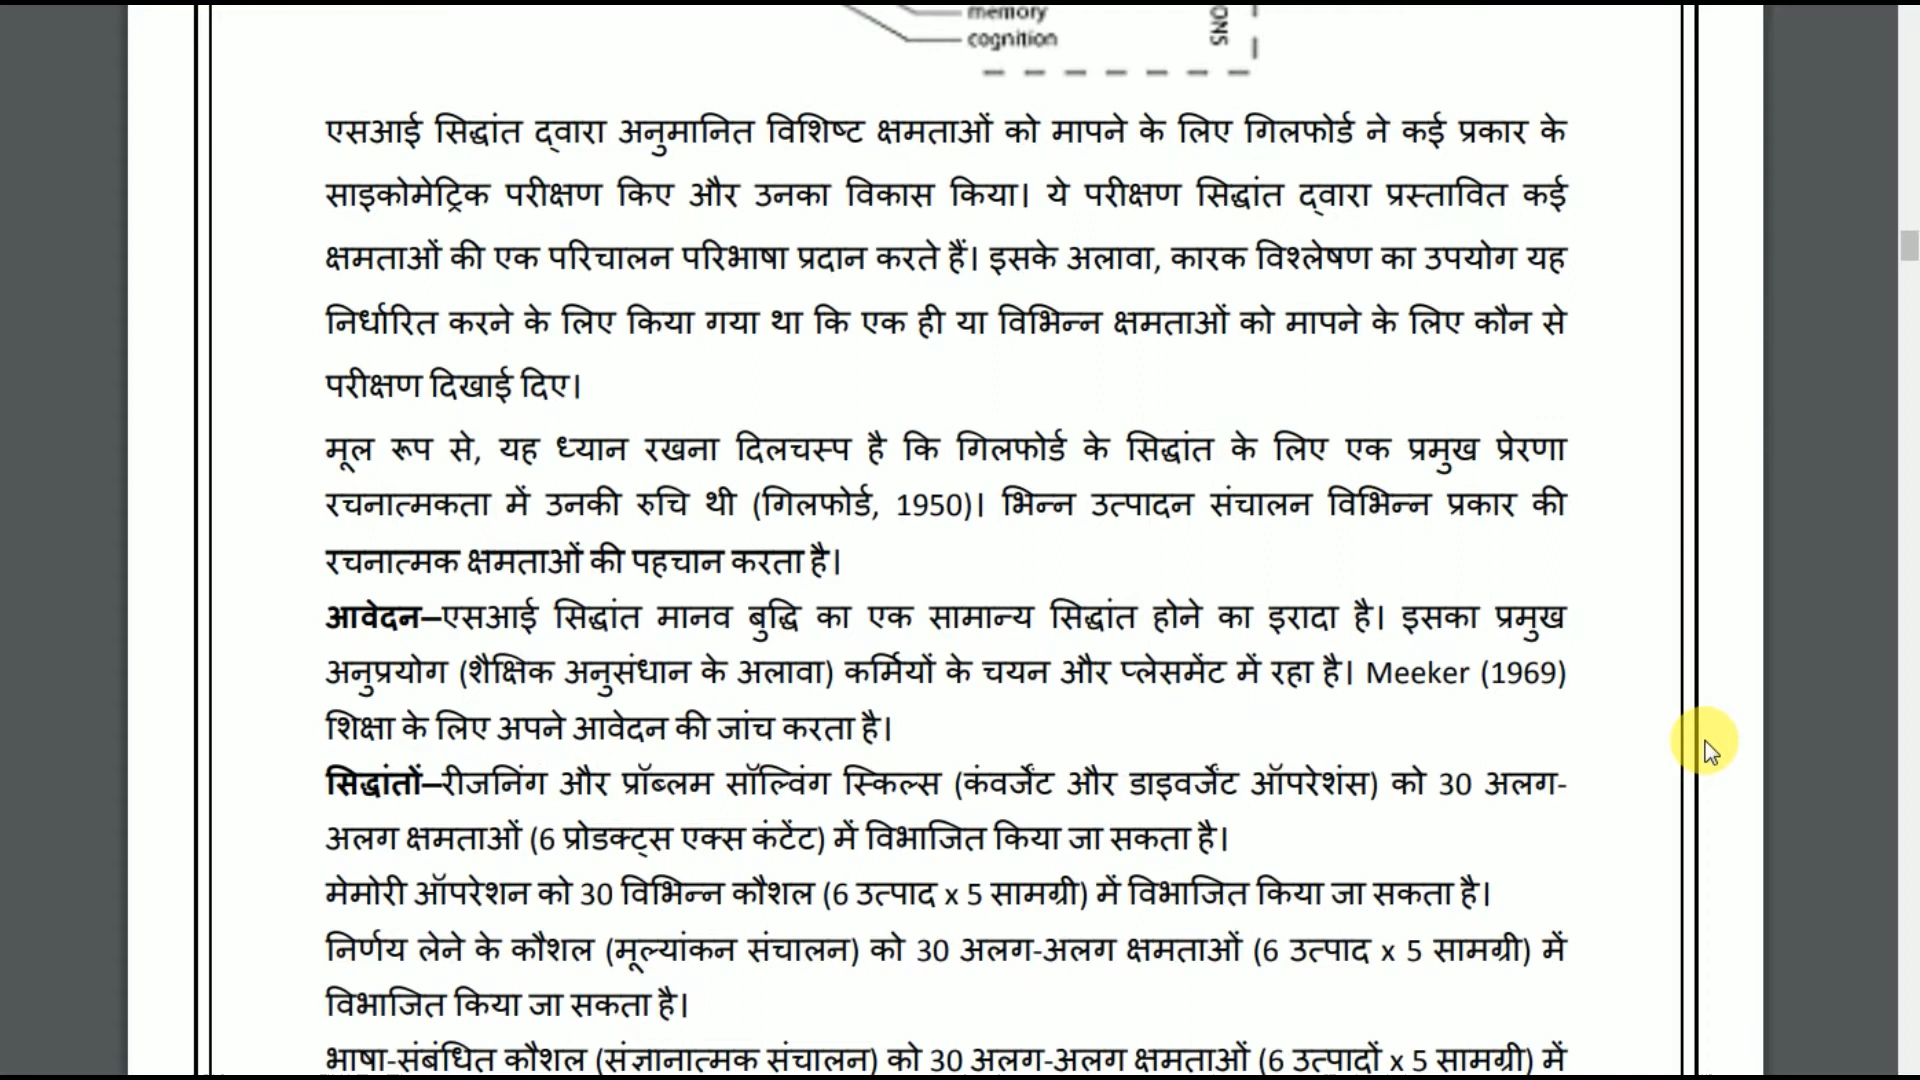 memory
cognition
ONS
एसआई सिद्धांत द्वारा अनुमानित विशिष्ट क्षमताओं को मापने के लिए गिलफोर्ड ने कई प्रकार के
साइकोमेट्रिक परीक्षण किए और उनका विकास किया। ये परीक्षण सिद्धांत द्वारा प्रस्तावित कई
क्षमताओं की एक परिचालन परिभाषा प्रदान करते हैं। इसके अलावा, कारक विश्लेषण का उपयोग यह
निर्धारित करने के लिए किया गया था कि एक ही या विभिन्न क्षमताओं को मापने के लिए कौन से
परीक्षण दिखाई दिए।
मूल रूप से, यह ध्यान रखना दिलचस्प है कि गिलफोर्ड के सिद्धांत के लिए एक प्रमुख प्रेरणा
रचनात्मकता में उनकी रुचि थी (गिलफोर्ड, 1950)। भिन्न उत्पादन संचालन विभिन्न प्रकार की
रचनात्मक क्षमताओं की पहचान करता है।
आवेदन–एसआई सिद्धांत मानव बुद्धि का एक सामान्य सिद्धांत होने का इरादा है। इसका प्रमुख
अनुप्रयोग (शैक्षिक अनुसंधान के अलावा) कर्मियों के चयन और प्लेसमेंट में रहा है। Meeker (1969)
शिक्षा के लिए अपने आवेदन की जांच करता है।
सिद्धांतों–रीजनिंग और प्रॉब्लम सॉल्विंग स्किल्स (कंवर्जेंट और डाइवर्जेंट ऑपरेशंस) को 30 अलग-
अलग क्षमताओं (6 प्रोडक्ट्स एक्स कंटेंट) में विभाजित किया जा सकता है।
मेमोरी ऑपरेशन को 30 विभिन्न कौशल (6 उत्पाद x 5 सामग्री) में विभाजित किया जा सकता है।
निर्णय लेने के कौशल (मूल्यांकन संचालन) को 30 अलग-अलग क्षमताओं (6 उत्पाद x 5 सामग्री) में
विभाजित किया जा सकता है।
भाषा-संबंधित कौशल (संज्ञानात्मक संचालन) को 30 अलग-अलग क्षमताओं (6 उत्पादों x 5 सामग्री) में